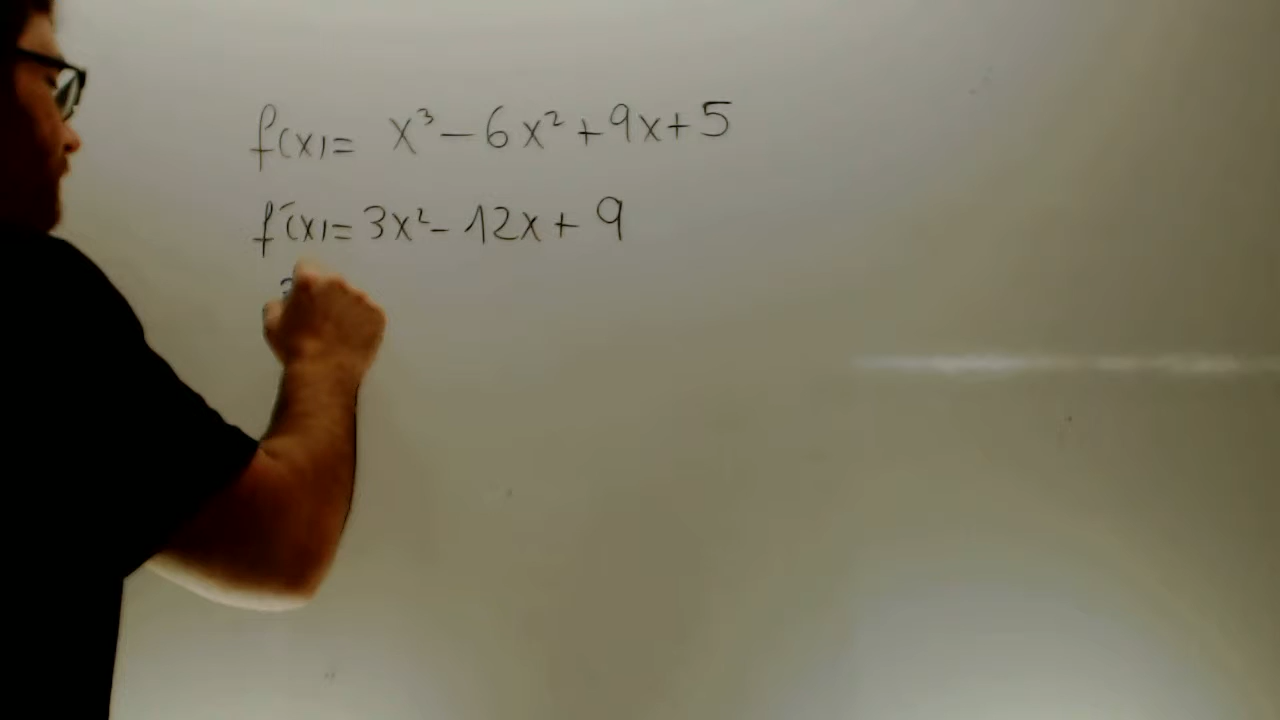 f(x)= x³-6x²+9x+5
f'(x)= 3x²- 12x+ 9